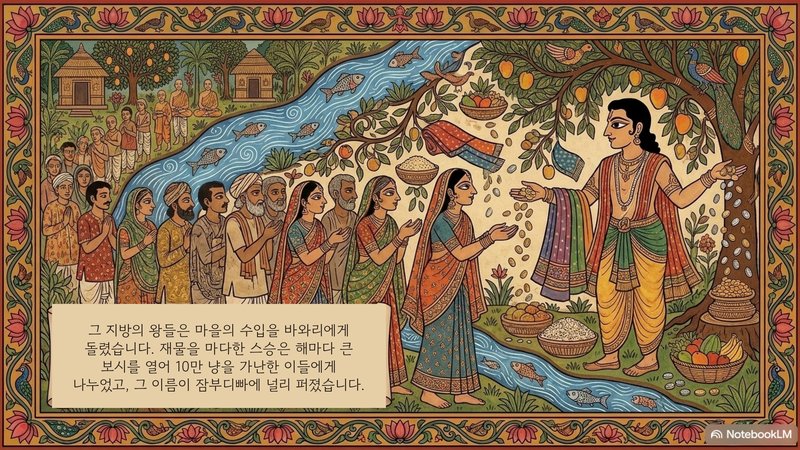 그 지방의 왕들은 마을의 수입을 바와리에게
돌렸습니다. 재물을 마다한 스승은 해마다 큰
보시를 열어 10만 냥을 가난한 이들에게
나누었고, 그 이름이 잠부디빠에 널리 퍼졌습니다.
NotebookLM